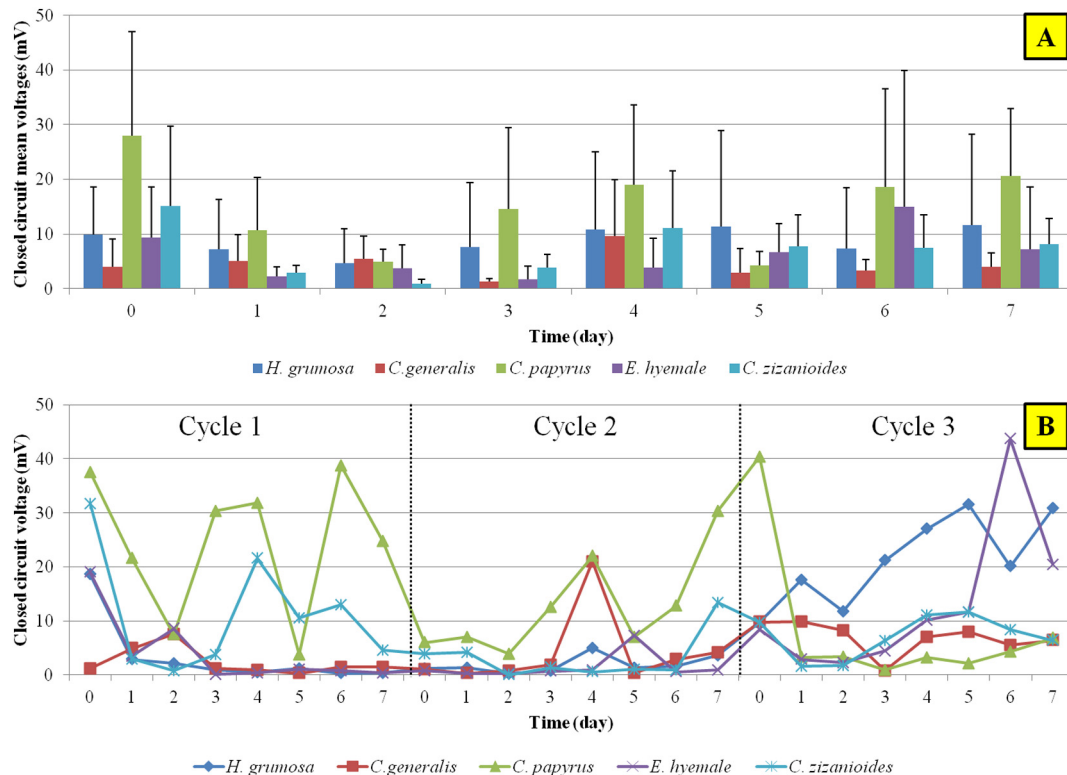 A
Closed circuit mean voltages (mV)
50
40
30
20
10
0
0 1 2 3 4 5 6 7
Time (day)
H. grumosa C.generalis C. papyrus E. hyemale C. zizanioides
B
Closed circuit voltage (mV)
Cycle 1 Cycle 2 Cycle 3
50
40
30
20
10
0
0 1 2 3 4 5 6 7 0 1 2 3 4 5 6 7 0 1 2 3 4 5 6 7
Time (day)
H. grumosa C.generalis C. papyrus E. hyemale C. zizanioides